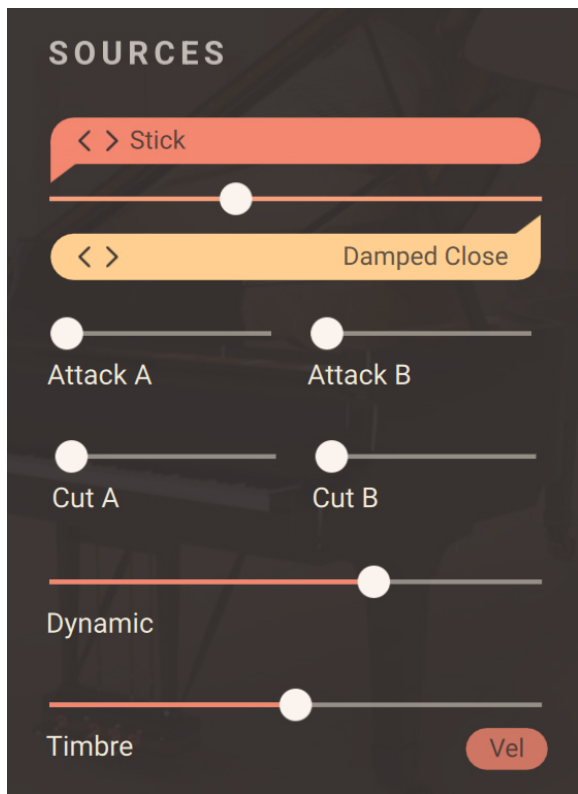 SOURCES
< > Stick
< > Damped Close
Attack A Attack B
Cut A Cut B
Dynamic
Timbre Vel